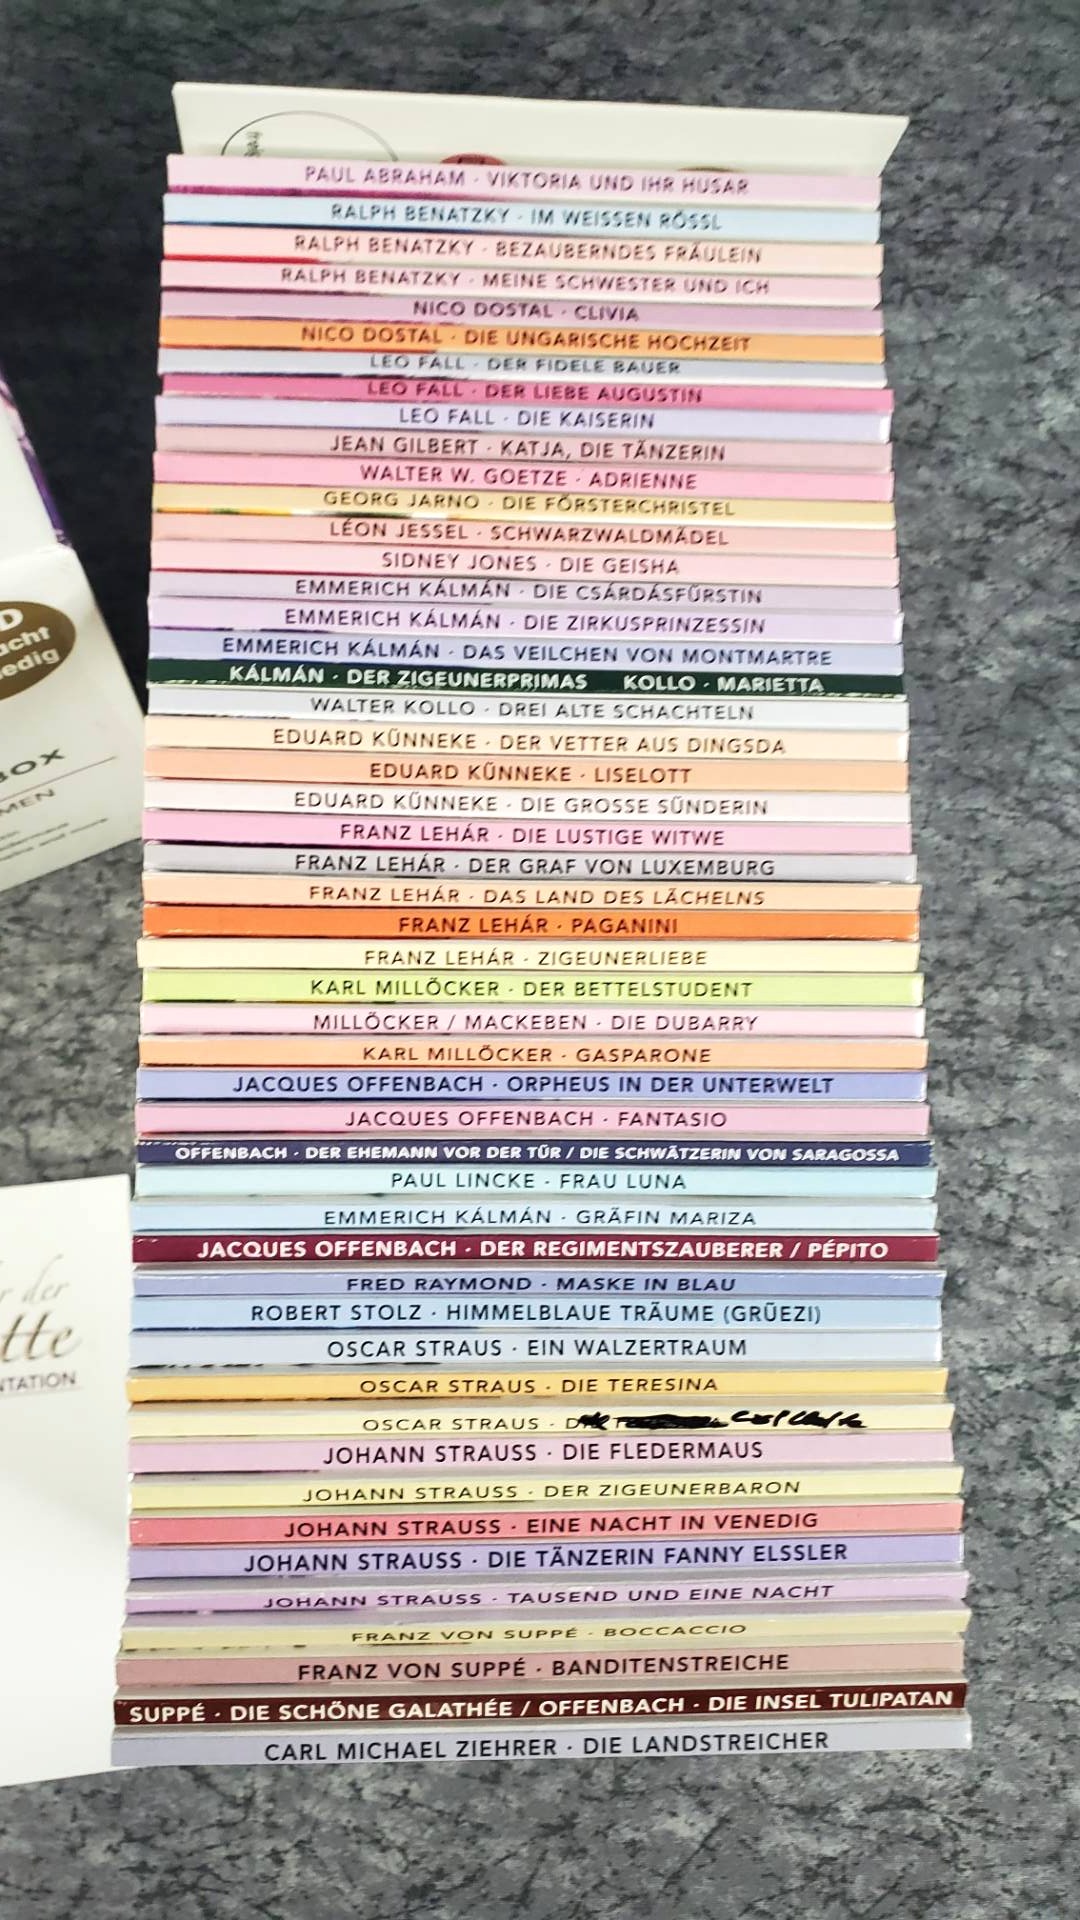 PAUL ABRAHAM · VIKTORIA UND IHR HUSAR
RALPH BENATZKY · IM WEISSEN RÖSSL
RALPH BENATZKY · BEZAUBERNDES FRÄULEIN
RALPH BENATZKY · MEINE SCHWESTER UND ICH
NICO DOSTAL · CLIVIA
NICO DOSTAL · DIE UNGARISCHE HOCHZEIT
LEO FALL · DER FIDELE BAUER
LEO FALL · DER LIEBE AUGUSTIN
LEO FALL · DIE KAISERIN
JEAN GILBERT · KATJA, DIE TÄNZERIN
WALTER W. GOETZE · ADRIENNE
GEORG JARNO · DIE FÖRSTERCHRISTEL
LÉON JESSEL · SCHWARZWALDMÄDEL
SIDNEY JONES · DIE GEISHA
EMMERICH KÁLMÁN · DIE CSÁRDÁSFÜRSTIN
EMMERICH KÁLMÁN · DIE ZIRKUSPRINZESSIN
EMMERICH KÁLMÁN · DAS VEILCHEN VON MONTMARTRE
KÁLMÁN · DER ZIGEUNERPRIMAS KOLLO · MARIETTA
WALTER KOLLO · DREI ALTE SCHACHTELN
EDUARD KÜNNEKE · DER VETTER AUS DINGSDA
EDUARD KÜNNEKE · LISELOTT
EDUARD KÜNNEKE · DIE GROSSE SÜNDERIN
FRANZ LEHÁR · DIE LUSTIGE WITWE
FRANZ LEHÁR · DER GRAF VON LUXEMBURG
FRANZ LEHÁR · DAS LAND DES LÄCHELNS
FRANZ LEHÁR · PAGANINI
FRANZ LEHÁR · ZIGEUNERLIEBE
KARL MILLÖCKER · DER BETTELSTUDENT
MILLÖCKER / MACKEBEN · DIE DUBARRY
KARL MILLÖCKER · GASPARONE
JACQUES OFFENBACH · ORPHEUS IN DER UNTERWELT
JACQUES OFFENBACH · FANTASIO
OFFENBACH · DER EHEMANN VOR DER TÜR / DIE SCHWÄTZERIN VON SARAGOSSA
PAUL LINCKE · FRAU LUNA
EMMERICH KÁLMÁN · GRÄFIN MARIZA
JACQUES OFFENBACH · DER REGIMENTSZAUBERER / PÉPITO
FRED RAYMOND · MASKE IN BLAU
ROBERT STOLZ · HIMMELBLAUE TRÄUME (GRÜEZI)
OSCAR STRAUS · EIN WALZERTRAUM
OSCAR STRAUS · DIE TERESINA
OSCAR STRAUS ·
JOHANN STRAUSS · DIE FLEDERMAUS
JOHANN STRAUSS · DER ZIGEUNERBARON
JOHANN STRAUSS · EINE NACHT IN VENEDIG
JOHANN STRAUSS · DIE TÄNZERIN FANNY ELSSLER
JOHANN STRAUSS · TAUSEND UND EINE NACHT
FRANZ VON SUPPÉ · BOCCACCIO
FRANZ VON SUPPÉ · BANDITENSTREICHE
SUPPÉ · DIE SCHÖNE GALATHÉE / OFFENBACH · DIE INSEL TULIPATAN
CARL MICHAEL ZIEHRER · DIE LANDSTREICHER
D
acht
edig
BOX
MEN
der
tte
NTATION